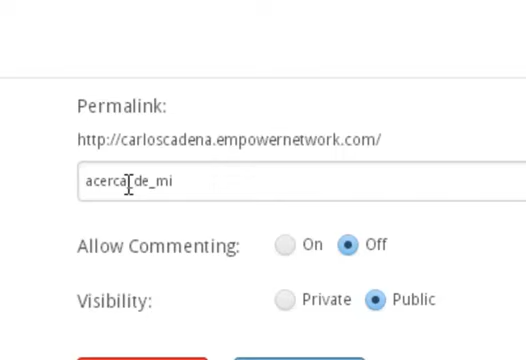 Permalink:
http://carloscadena.empowernetwork.com/
acerca_de_mi
Allow Commenting: On Off
Visibility: Private Public